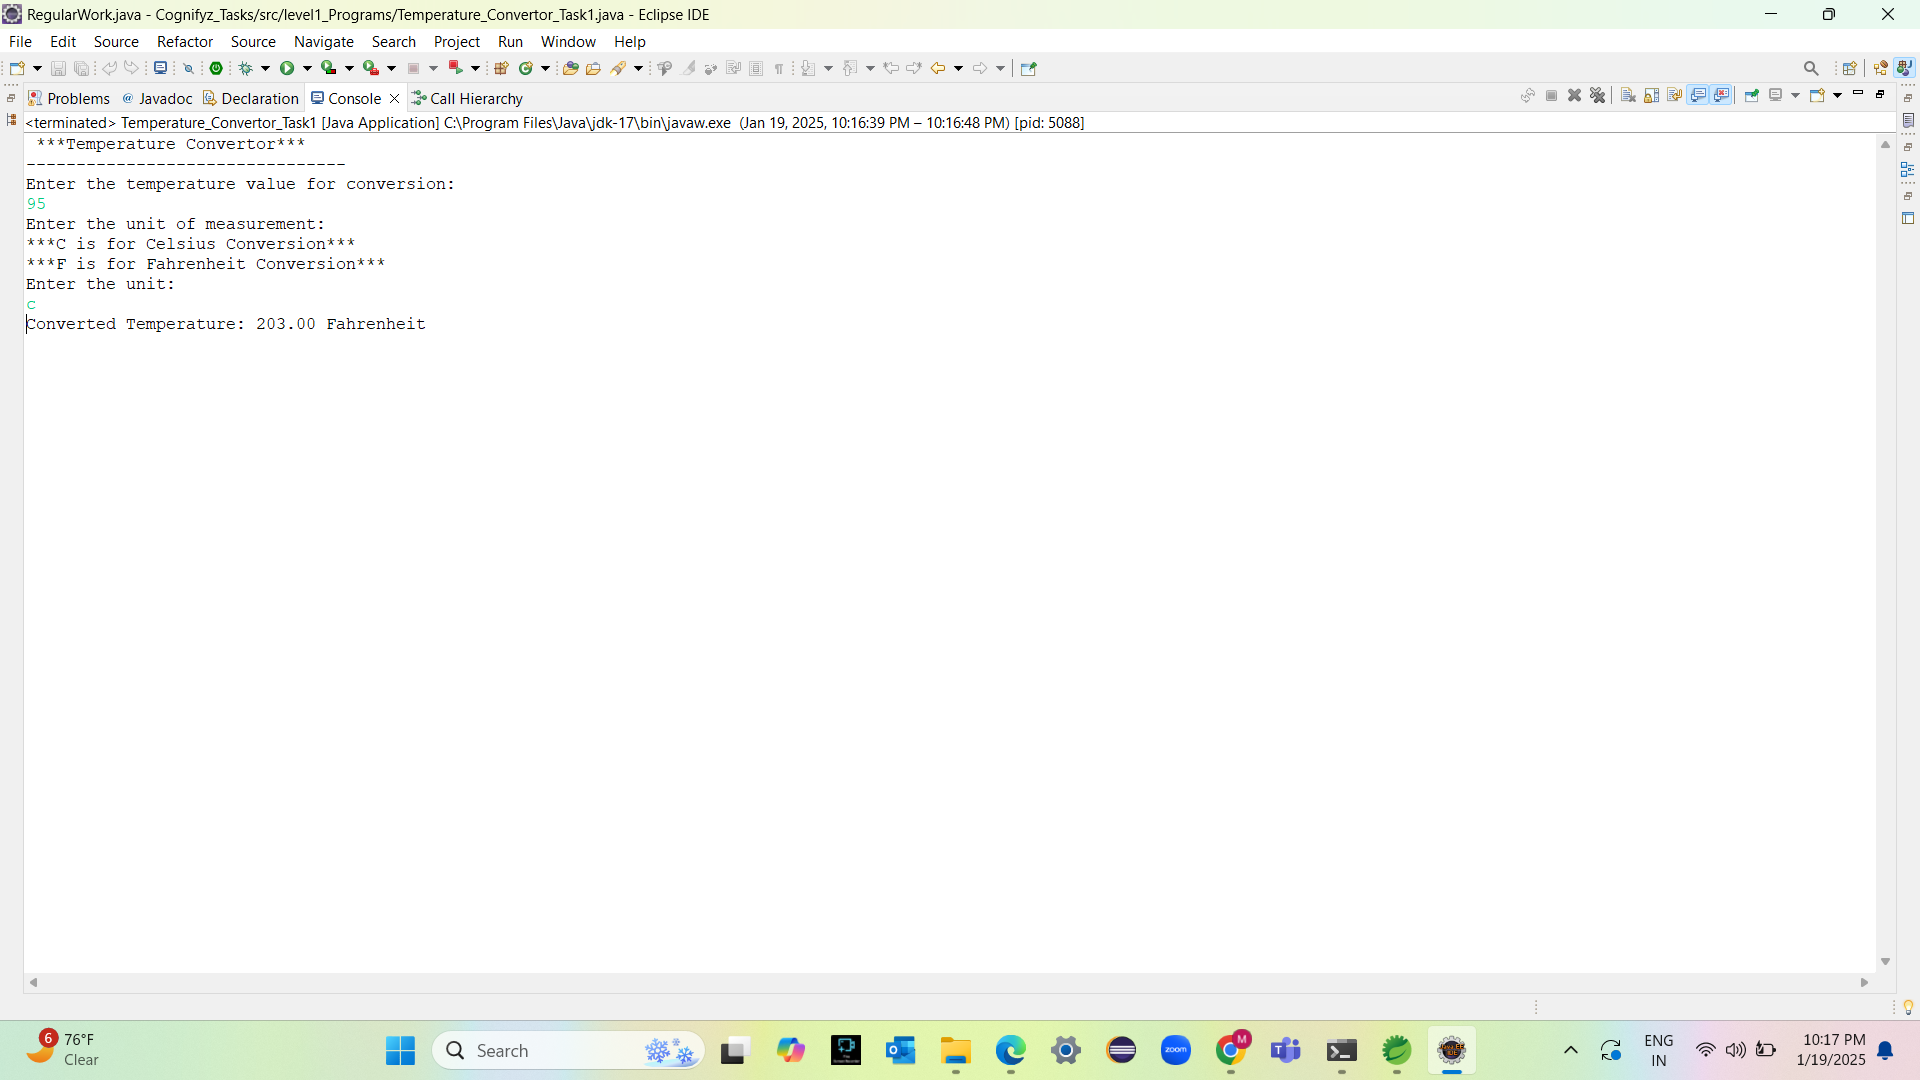 RegularWork.java - Cognifyz_Tasks/src/level1_Programs/Temperature_Convertor_Task1.java - Eclipse IDE
File Edit Source Refactor Source Navigate Search Project Run Window Help
Problems @ Javadoc Declaration Console Call Hierarchy
<terminated> Temperature_Convertor_Task1 [Java Application] C:\Program Files\Java\jdk-17\bin\javaw.exe (Jan 19, 2025, 10:16:39 PM – 10:16:48 PM) [pid: 5088]
***Temperature Convertor***
--------------------------------
Enter the temperature value for conversion:
95
Enter the unit of measurement:
***C is for Celsius Conversion***
***F is for Fahrenheit Conversion***
Enter the unit:
c
Converted Temperature: 203.00 Fahrenheit
6 76°F
Clear
Search
zoom
M
ENG
IN
10:17 PM
1/19/2025